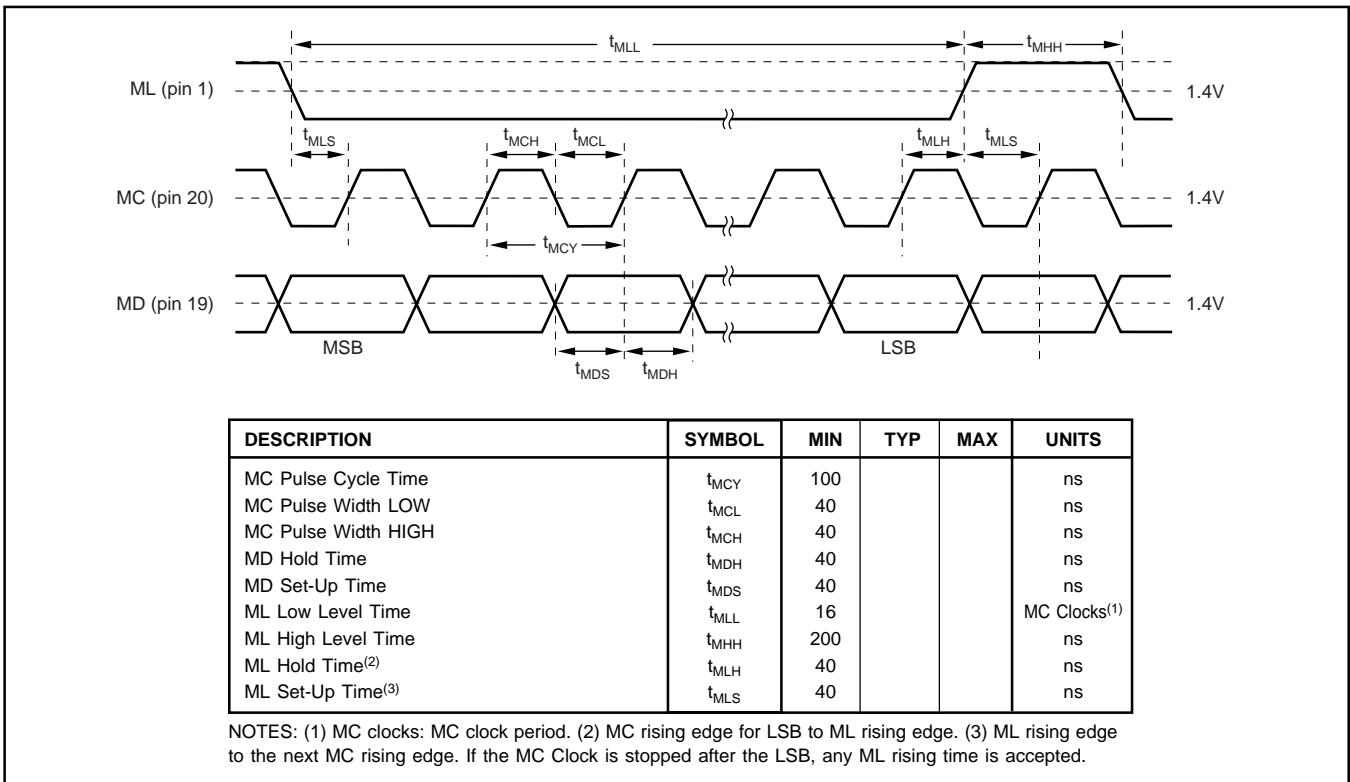 t_MLL t_MHH
ML (pin 1) 1.4V
t_MLS t_MCH t_MCL t_MLH t_MLS
MC (pin 20) 1.4V
t_MCY
MD (pin 19) 1.4V
MSB LSB
t_MDS t_MDH
DESCRIPTION SYMBOL MIN TYP MAX UNITS
MC Pulse Cycle Time t_MCY 100 ns
MC Pulse Width LOW t_MCL 40 ns
MC Pulse Width HIGH t_MCH 40 ns
MD Hold Time t_MDH 40 ns
MD Set-Up Time t_MDS 40 ns
ML Low Level Time t_MLL 16 MC Clocks(1)
ML High Level Time t_MHH 200 ns
ML Hold Time(2) t_MLH 40 ns
ML Set-Up Time(3) t_MLS 40 ns
NOTES: (1) MC clocks: MC clock period. (2) MC rising edge for LSB to ML rising edge. (3) ML rising edge
to the next MC rising edge. If the MC Clock is stopped after the LSB, any ML rising time is accepted.